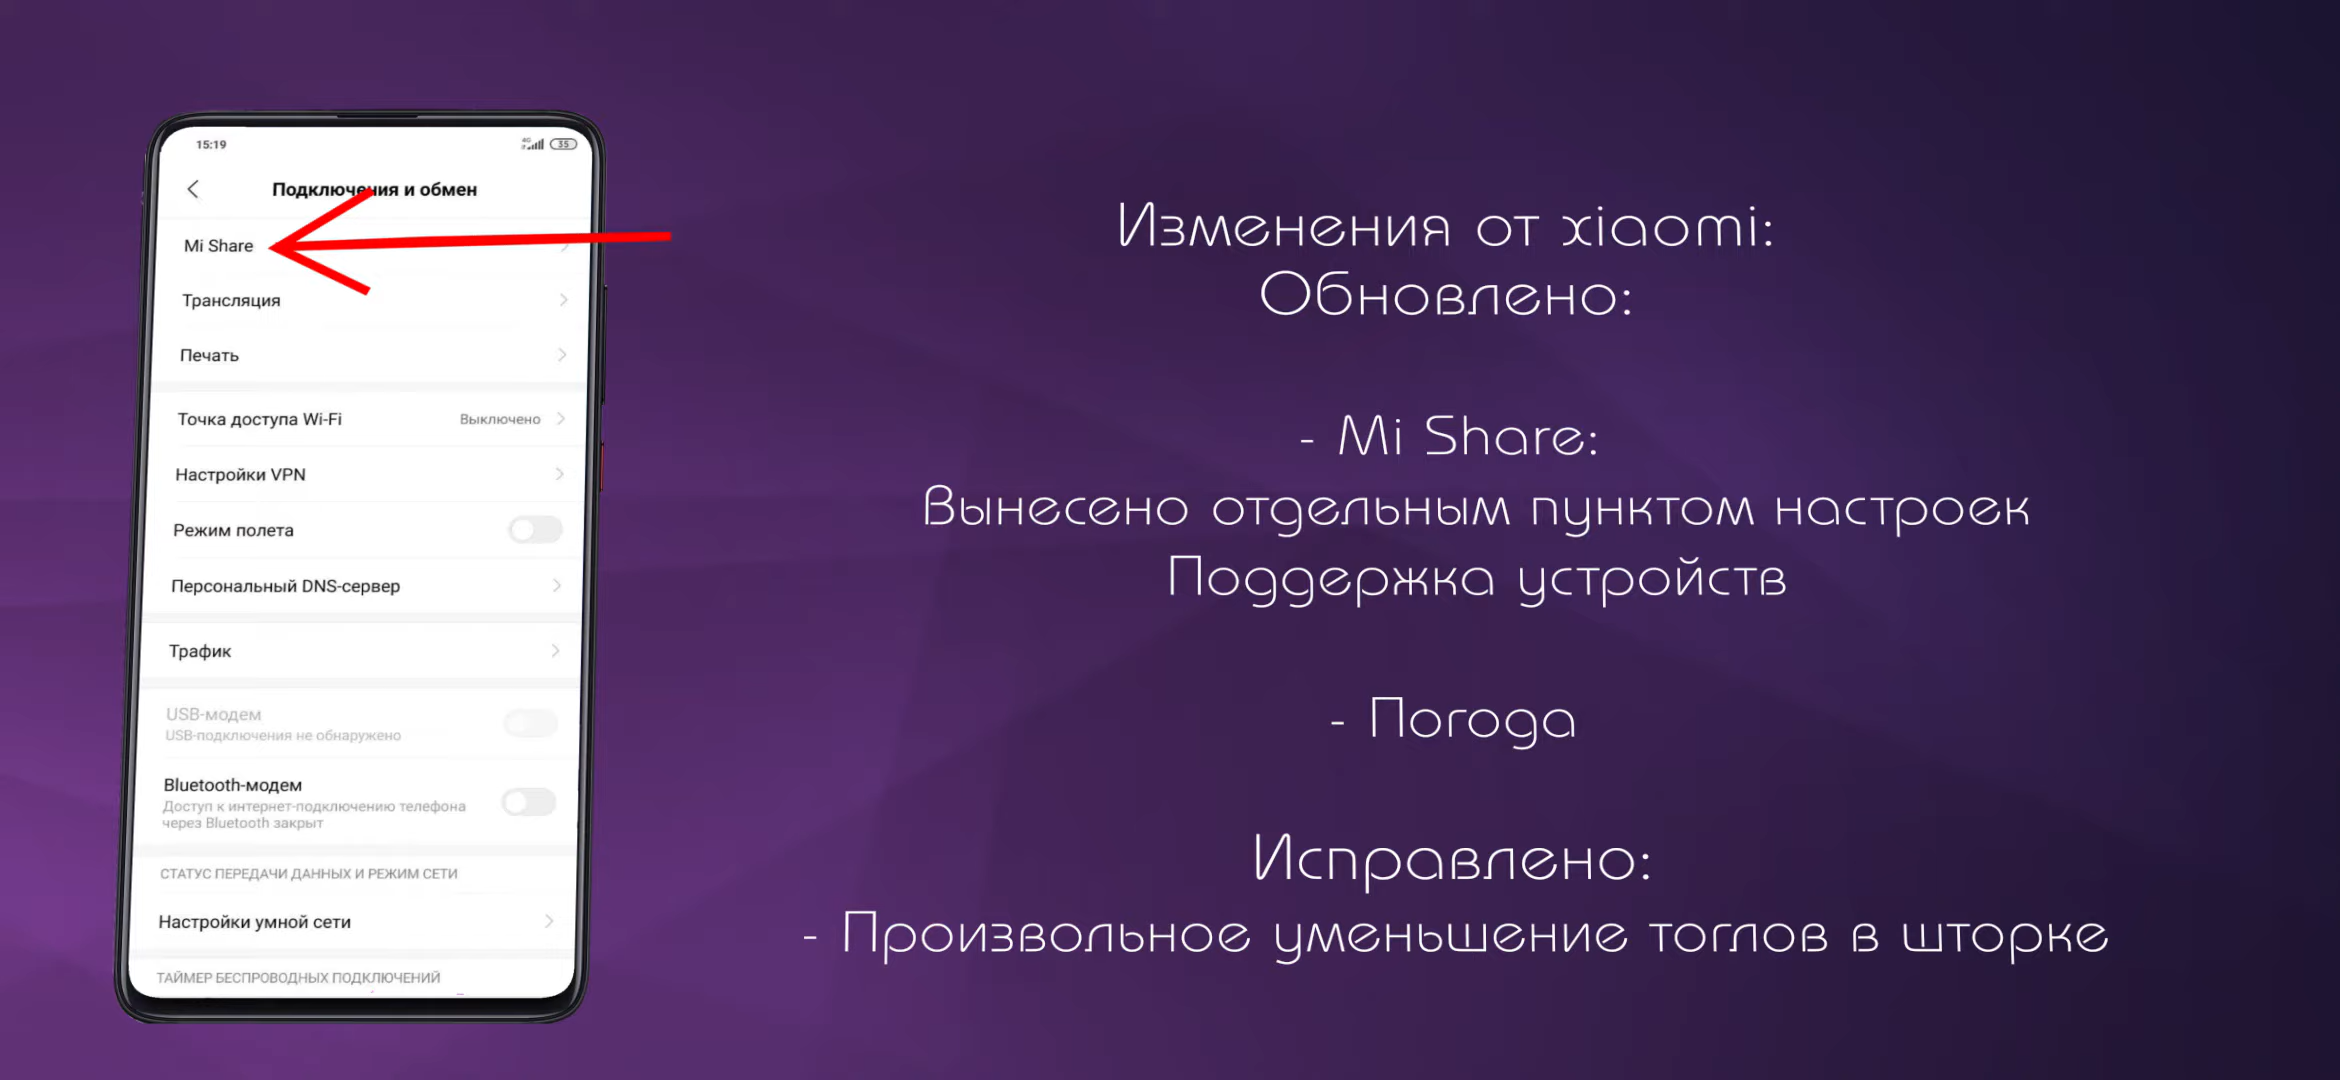 15:19
4G
35
Подключения и обмен
Mi Share
Трансляция
Печать
Точка доступа Wi-Fi Выключено
Настройки VPN
Режим полета
Персональный DNS-сервер
Трафик
USB-модем
USB-подключения не обнаружено
Bluetooth-модем
Доступ к интернет-подключению телефона
через Bluetooth закрыт
СТАТУС ПЕРЕДАЧИ ДАННЫХ И РЕЖИМ СЕТИ
Настройки умной сети
ТАЙМЕР БЕСПРОВОДНЫХ ПОДКЛЮЧЕНИЙ
Изменения от xiaomi:
Обновлено:
- Mi Share:
Вынесено отдельным пунктом настроек
Поддержка устройств
- Погода
Исправлено:
- Произвольное уменьшение тоглов в шторке